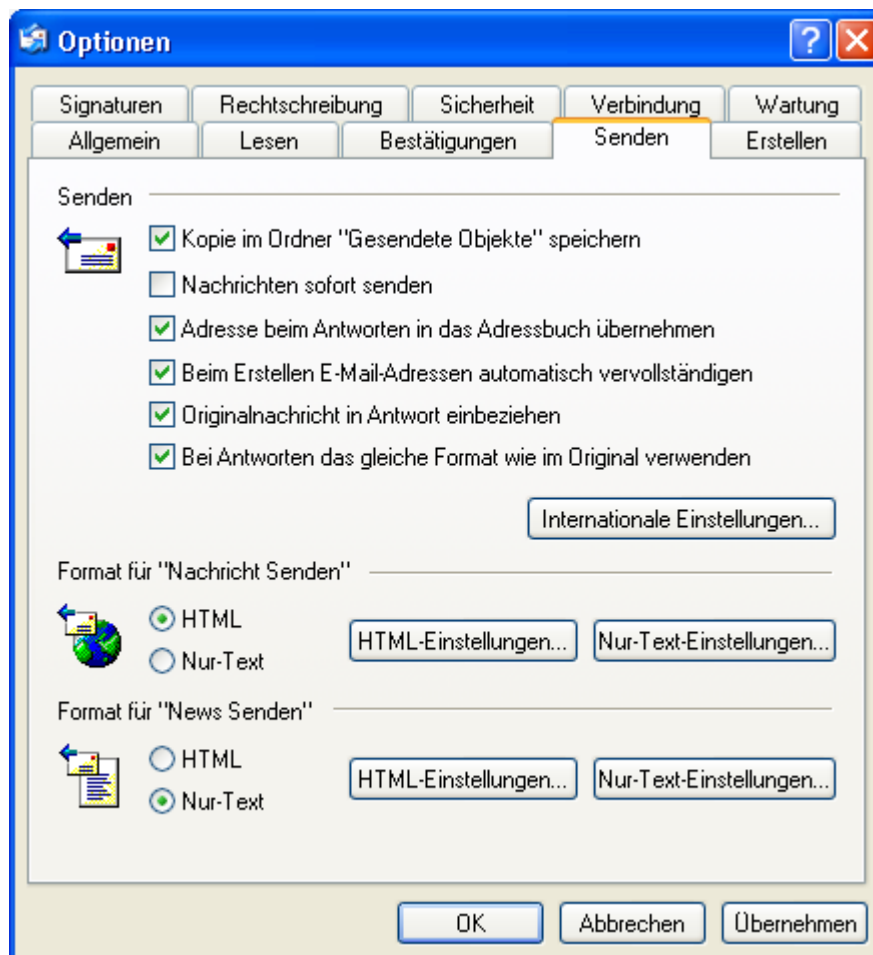 Optionen
Signaturen Rechtschreibung Sicherheit Verbindung Wartung
Allgemein Lesen Bestätigungen Senden Erstellen
Senden
Kopie im Ordner "Gesendete Objekte" speichern
Nachrichten sofort senden
Adresse beim Antworten in das Adressbuch übernehmen
Beim Erstellen E-Mail-Adressen automatisch vervollständigen
Originalnachricht in Antwort einbeziehen
Bei Antworten das gleiche Format wie im Original verwenden
Internationale Einstellungen...
Format für "Nachricht Senden"
HTML
HTML-Einstellungen... Nur-Text-Einstellungen...
Nur-Text
Format für "News Senden"
HTML
HTML-Einstellungen... Nur-Text-Einstellungen...
Nur-Text
OK Abbrechen Übernehmen